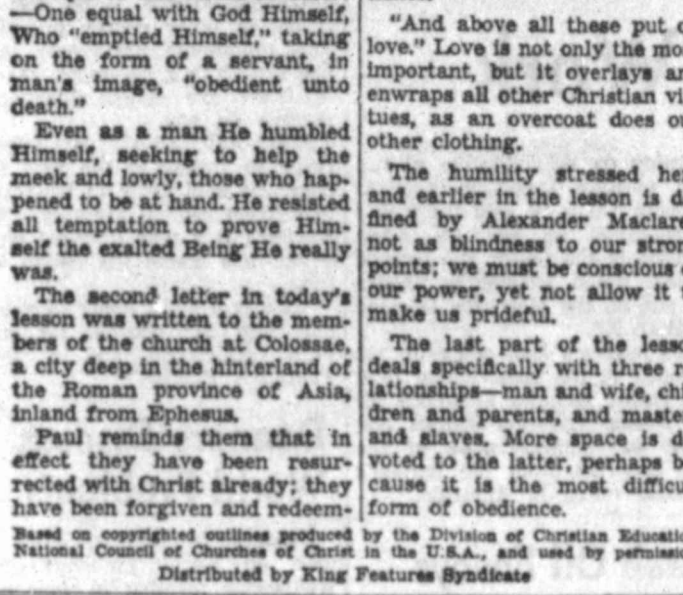 —One equal with God Himself,
Who "emptied Himself," taking
on the form of a servant, in
man's image, "obedient unto
death."
Even as a man He humbled
Himself, seeking to help the
meek and lowly, those who hap-
pened to be at hand. He resisted
all temptation to prove Him-
self the exalted Being He really
was.
The second letter in today's
lesson was written to the mem-
bers of the church at Colossae,
a city deep in the hinterland of
the Roman province of Asia,
inland from Ephesus.
Paul reminds them that in
effect they have been resur-
rected with Christ already; they
have been forgiven and redeem-
"And above all these put
love." Love is not only the mo
important, but it overlays a
enwraps all other Christian vi
tues, as an overcoat does o
other clothing.
The humility stressed he
and earlier in the lesson is d
fined by Alexander Maclare
not as blindness to our stron
points; we must be conscious
our power, yet not allow it
make us prideful.
The last part of the less
deals specifically with three r
lationships—man and wife, chi
dren and parents, and maste
and slaves. More space is d
voted to the latter, perhaps b
cause it is the most difficu
form of obedience.
Based on copyrighted outlines produced by the Division of Christian Educatio
National Council of Churches of Christ in the U.S.A., and used by permissio
Distributed by King Features Syndicate